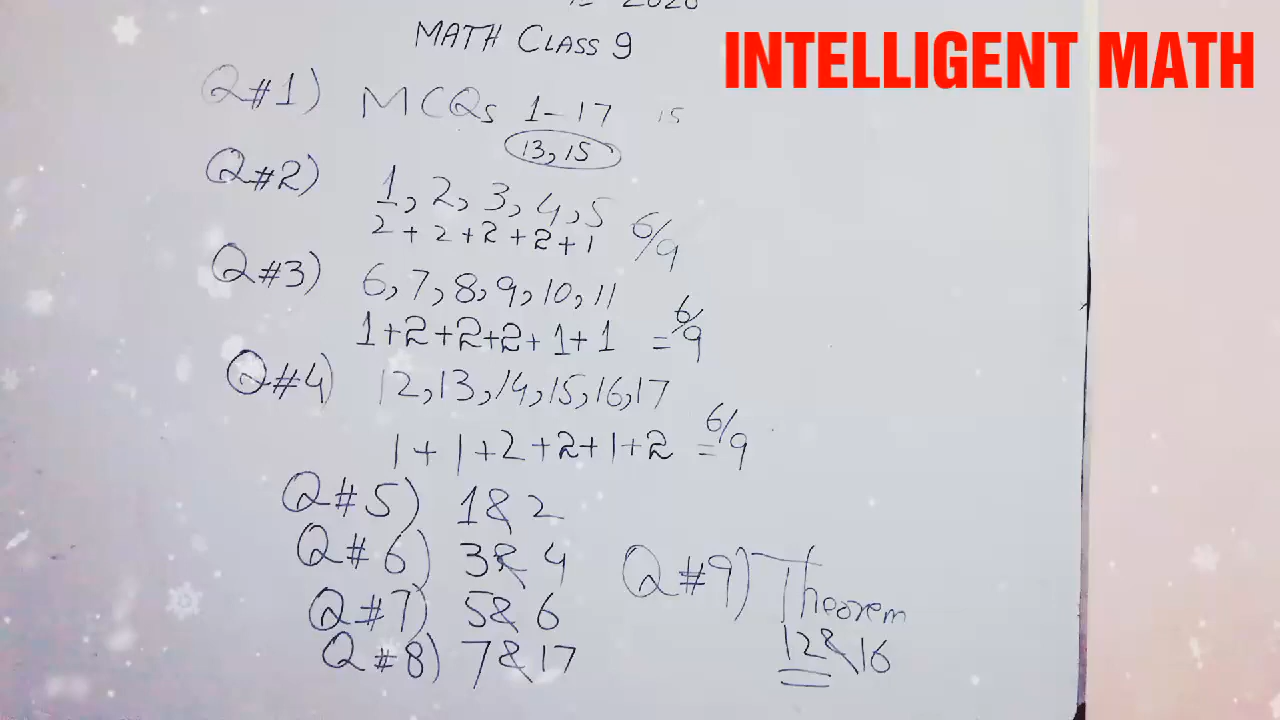 2020
MATH CLASS 9
INTELLIGENT MATH
Q#1) MCQs 1-17 15
13, 15
Q#2) 1, 2, 3, 4, 5 6/9
2+2+2+2+1
Q#3) 6, 7, 8, 9, 10, 11
1+2+2+2+1+1 = 6/9
Q#4) 12, 13, 14, 15, 16, 17
1+1+2+2+1+2 = 6/9
Q#5) 1 & 2
Q#6) 3 & 4
Q#7) 5 & 6
Q#8) 7 & 17
Q#9) Theorem
12 & 16